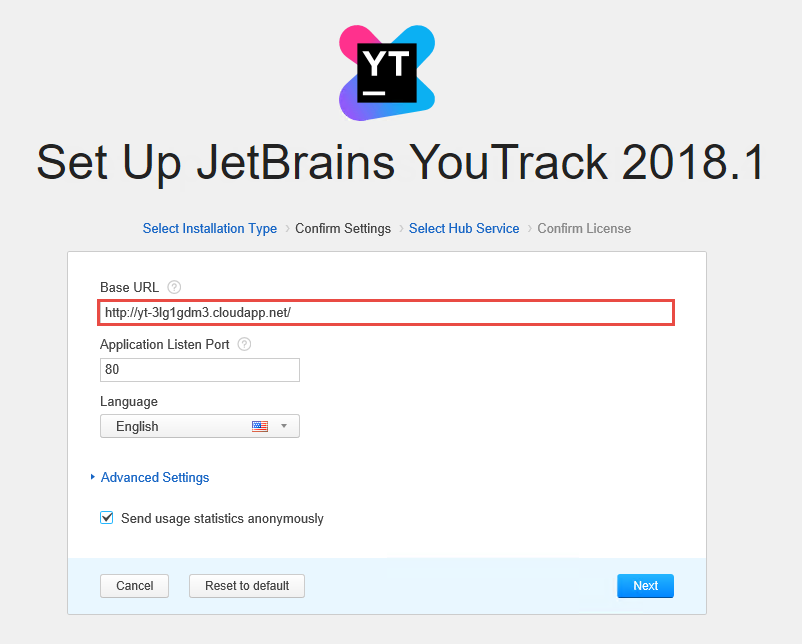 YT
Set Up JetBrains YouTrack 2018.1
Select Installation Type › Confirm Settings › Select Hub Service › Confirm License
Base URL ?
http://yt-3lg1gdm3.cloudapp.net/
Application Listen Port ?
80
Language
English
Advanced Settings
Send usage statistics anonymously
Cancel Reset to default Next